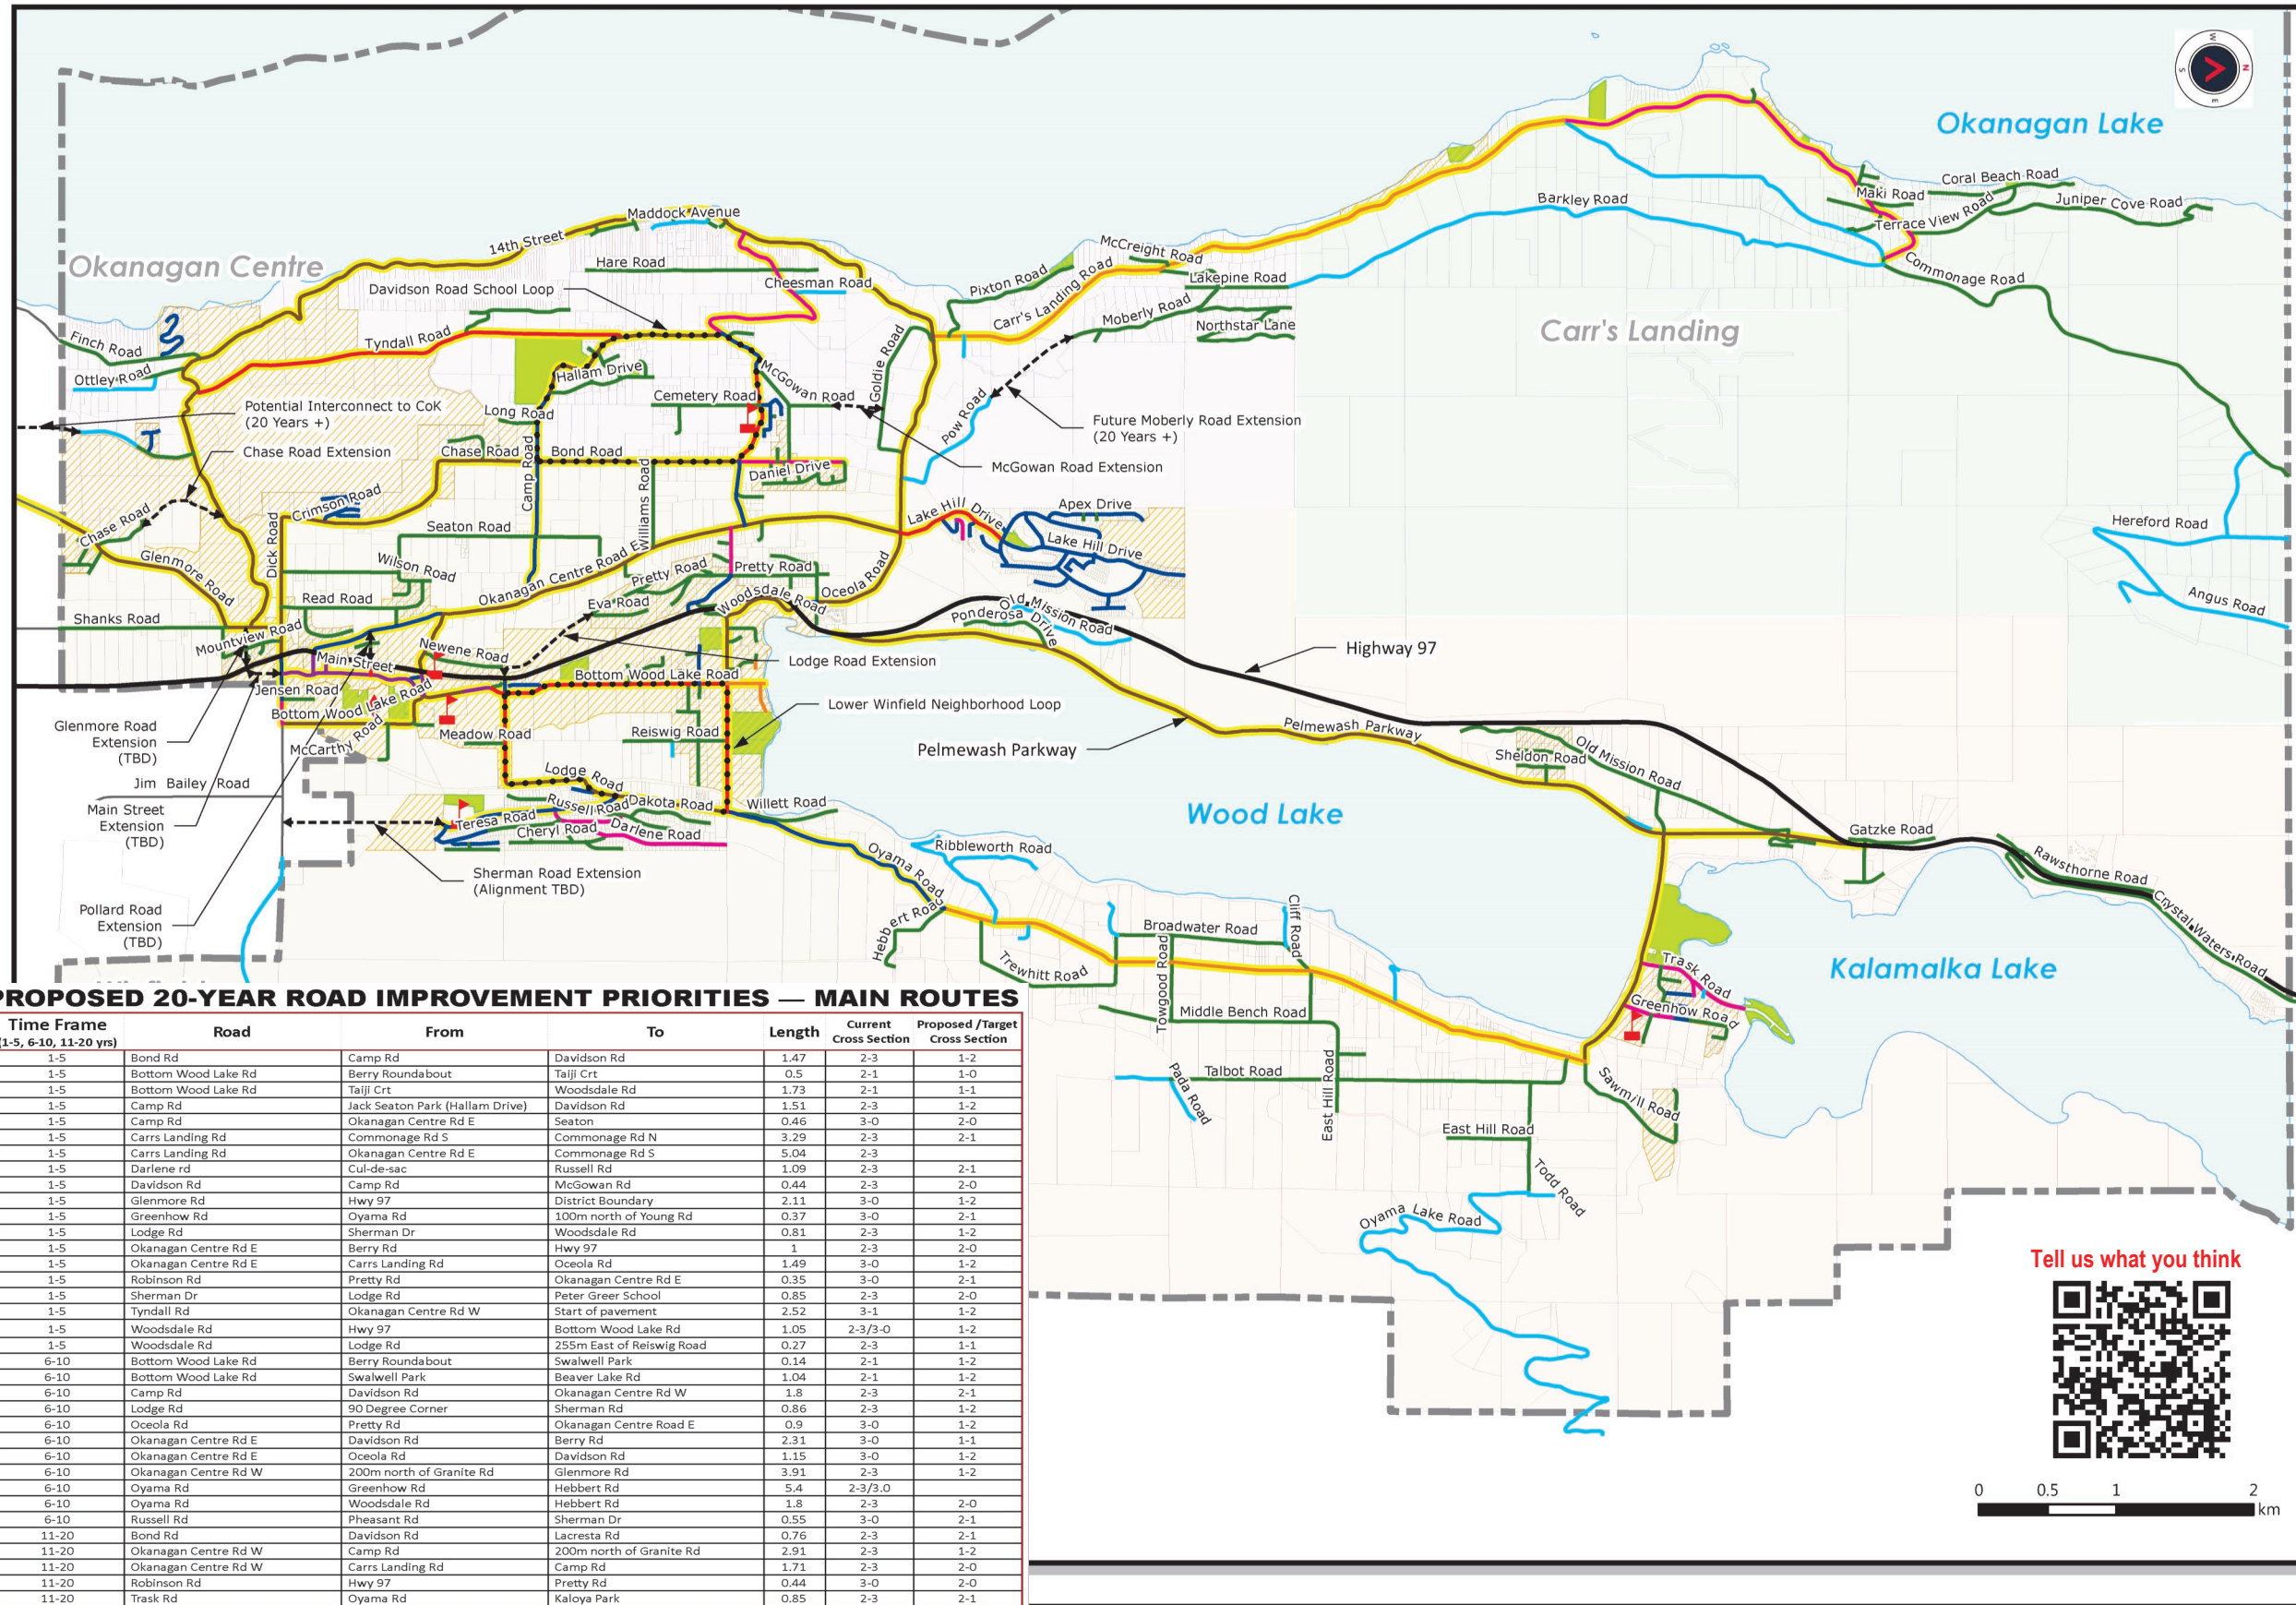 W
N
S
E
Okanagan Lake
Coral Beach Road
Maki Road
Juniper Cove Road
Terrace View Road
Commonage Road
Barkley Road
Carr's Landing
Maddock Avenue
14th Street
Okanagan Centre
Hare Road
Davidson Road School Loop
Cheesman Road
McCreight Road
Lakepine Road
Pixton Road
Carr's Landing Road
Moberly Road
Northstar Lane
Finch Road
Tyndall Road
Ottley Road
Hallam Drive
McGowan Road
Goldie Road
Cemetery Road
Long Road
Pow Road
Potential Interconnect to CoK
(20 Years +)
Future Moberly Road Extension
(20 Years +)
Chase Road Extension
Chase Road
Camp Road
Bond Road
Williams Road
Daniel Drive
McGowan Road Extension
Crimson Road
Chase Road
Seaton Road
Lake Hill Drive
Apex Drive
Lake Hill Drive
Hereford Road
Angus Road
Glenmore Road
Dick Road
Wilson Road
Okanagan Centre Road E
Pretty Road
Pretty Road
Oceola Road
Read Road
Eva Road
Woodsdale Road
Old Mission Road
Ponderosa Drive
Shanks Road
Mountview Road
Main Street
Newene Road
Lodge Road Extension
Highway 97
Jensen Road
Bottom Wood Lake Road
Bottom Wood Lake Road
Lower Winfield Neighborhood Loop
McCarthy Road
Meadow Road
Reiswig Road
Pelmewash Parkway
Pelmewash Parkway
Glenmore Road
Extension
(TBD)
Jim Bailey Road
Main Street
Extension
(TBD)
Pollard Road
Extension
(TBD)
Lodge Road
Russell Road
Dakota Road
Willett Road
Teresa Road
Cheryl Road
Darlene Road
Sherman Road Extension
(Alignment TBD)
Sheldon Road
Old Mission Road
Wood Lake
Gatzke Road
Rawsthorne Road
Crystal Waters Road
Kalamalka Lake
Oyama Road
Ribbleworth Road
Hebbert Road
Trewhitt Road
Broadwater Road
Cliff Road
Towgood Road
Middle Bench Road
Trask Road
Greenhow Road
Pada Road
Talbot Road
East Hill Road
Sawmill Road
East Hill Road
Todd Road
Oyama Lake Road
Tell us what you think
0 0.5 1 2
km
PROPOSED 20-YEAR ROAD IMPROVEMENT PRIORITIES — MAIN ROUTES
Time Frame (1-5, 6-10, 11-20 yrs) Road From To Length Current Cross Section Proposed /Target Cross Section
1-5 Bond Rd Camp Rd Davidson Rd 1.47 2-3 1-2
1-5 Bottom Wood Lake Rd Berry Roundabout Taiji Crt 0.5 2-1 1-0
1-5 Bottom Wood Lake Rd Taiji Crt Woodsdale Rd 1.73 2-1 1-1
1-5 Camp Rd Jack Seaton Park (Hallam Drive) Davidson Rd 1.51 2-3 1-2
1-5 Camp Rd Okanagan Centre Rd E Seaton 0.46 3-0 2-0
1-5 Carrs Landing Rd Commonage Rd S Commonage Rd N 3.29 2-3 2-1
1-5 Carrs Landing Rd Okanagan Centre Rd E Commonage Rd S 5.04 2-3
1-5 Darlene rd Cul-de-sac Russell Rd 1.09 2-3 2-1
1-5 Davidson Rd Camp Rd McGowan Rd 0.44 2-3 2-0
1-5 Glenmore Rd Hwy 97 District Boundary 2.11 3-0 1-2
1-5 Greenhow Rd Oyama Rd 100m north of Young Rd 0.37 3-0 2-1
1-5 Lodge Rd Sherman Dr Woodsdale Rd 0.81 2-3 1-2
1-5 Okanagan Centre Rd E Berry Rd Hwy 97 1 2-3 2-0
1-5 Okanagan Centre Rd E Carrs Landing Rd Oceola Rd 1.49 3-0 1-2
1-5 Robinson Rd Pretty Rd Okanagan Centre Rd E 0.35 3-0 2-1
1-5 Sherman Dr Lodge Rd Peter Greer School 0.85 2-3 2-0
1-5 Tyndall Rd Okanagan Centre Rd W Start of pavement 2.52 3-1 1-2
1-5 Woodsdale Rd Hwy 97 Bottom Wood Lake Rd 1.05 2-3/3-0 1-2
1-5 Woodsdale Rd Lodge Rd 255m East of Reiswig Road 0.27 2-3 1-1
6-10 Bottom Wood Lake Rd Berry Roundabout Swalwell Park 0.14 2-1 1-2
6-10 Bottom Wood Lake Rd Swalwell Park Beaver Lake Rd 1.04 2-1 1-2
6-10 Camp Rd Davidson Rd Okanagan Centre Rd W 1.8 2-3 2-1
6-10 Lodge Rd 90 Degree Corner Sherman Rd 0.86 2-3 1-2
6-10 Oceola Rd Pretty Rd Okanagan Centre Road E 0.9 3-0 1-2
6-10 Okanagan Centre Rd E Davidson Rd Berry Rd 2.31 3-0 1-1
6-10 Okanagan Centre Rd E Oceola Rd Davidson Rd 1.15 3-0 1-2
6-10 Okanagan Centre Rd W 200m north of Granite Rd Glenmore Rd 3.91 2-3 1-2
6-10 Oyama Rd Greenhow Rd Hebbert Rd 5.4 2-3/3.0
6-10 Oyama Rd Woodsdale Rd Hebbert Rd 1.8 2-3 2-0
6-10 Russell Rd Pheasant Rd Sherman Dr 0.55 3-0 2-1
11-20 Bond Rd Davidson Rd Lacresta Rd 0.76 2-3 2-1
11-20 Okanagan Centre Rd W Camp Rd 200m north of Granite Rd 2.91 2-3 1-2
11-20 Okanagan Centre Rd W Carrs Landing Rd Camp Rd 1.71 2-3 2-0
11-20 Robinson Rd Hwy 97 Pretty Rd 0.44 3-0 2-0
11-20 Trask Rd Oyama Rd Kaloya Park 0.85 2-3 2-1